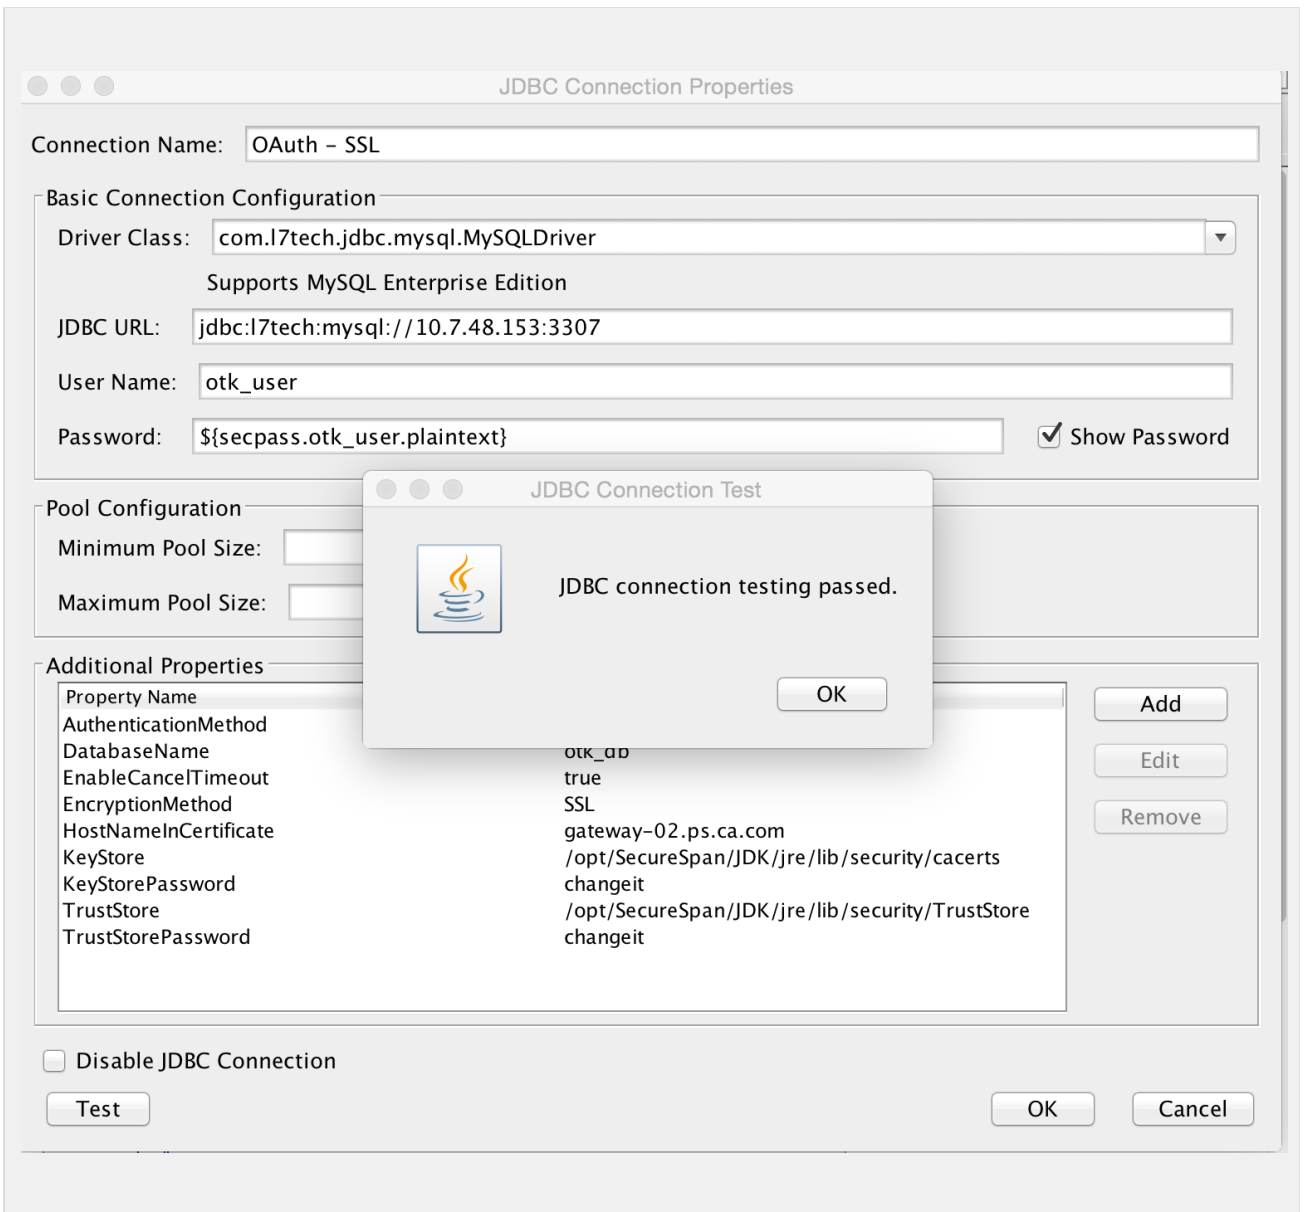 JDBC Connection Properties
Connection Name: OAuth – SSL
Basic Connection Configuration
Driver Class: com.l7tech.jdbc.mysql.MySQLDriver
Supports MySQL Enterprise Edition
JDBC URL: jdbc:l7tech:mysql://10.7.48.153:3307
User Name: otk_user
Password: ${secpass.otk_user.plaintext} Show Password
JDBC Connection Test
Pool Configuration
Minimum Pool Size:
JDBC connection testing passed.
Maximum Pool Size:
Additional Properties
OK
Property Name
Add
AuthenticationMethod
DatabaseName otk_db
Edit
EnableCancelTimeout true
EncryptionMethod SSL
Remove
HostNameInCertificate gateway-02.ps.ca.com
KeyStore /opt/SecureSpan/JDK/jre/lib/security/cacerts
KeyStorePassword changeit
TrustStore /opt/SecureSpan/JDK/jre/lib/security/TrustStore
TrustStorePassword changeit
Disable JDBC Connection
Test OK Cancel